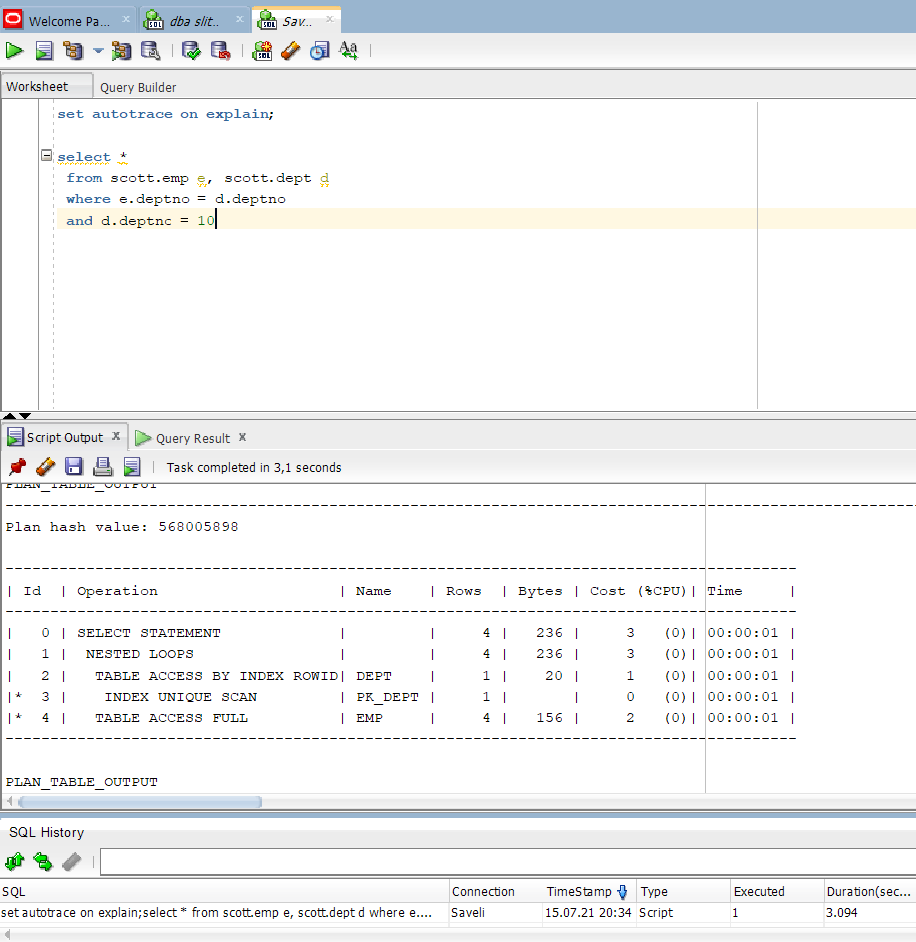 Welcome Pa... dba slit.. Sav...
Worksheet Query Builder
set autotrace on explain;
select *
from scott.emp e, scott.dept d
where e.deptno = d.deptno
and d.deptno = 10
Script Output Query Result
Task completed in 3,1 seconds
PLAN_TABLE_OUTPUT
--------------------------------------------------------------------------------
Plan hash value: 568005898
----------------------------------------------------------------------------------------
| Id | Operation | Name | Rows | Bytes | Cost (%CPU)| Time |
----------------------------------------------------------------------------------------
| 0 | SELECT STATEMENT | | 4 | 236 | 3 (0)| 00:00:01 |
| 1 | NESTED LOOPS | | 4 | 236 | 3 (0)| 00:00:01 |
| 2 | TABLE ACCESS BY INDEX ROWID| DEPT | 1 | 20 | 1 (0)| 00:00:01 |
|* 3 | INDEX UNIQUE SCAN | PK_DEPT | 1 | | 0 (0)| 00:00:01 |
|* 4 | TABLE ACCESS FULL | EMP | 4 | 156 | 2 (0)| 00:00:01 |
----------------------------------------------------------------------------------------
PLAN_TABLE_OUTPUT
SQL History
SQL Connection TimeStamp Type Executed Duration(sec...
set autotrace on explain;select * from scott.emp e, scott.dept d where e.... Saveli 15.07.21 20:34 Script 1 3.094